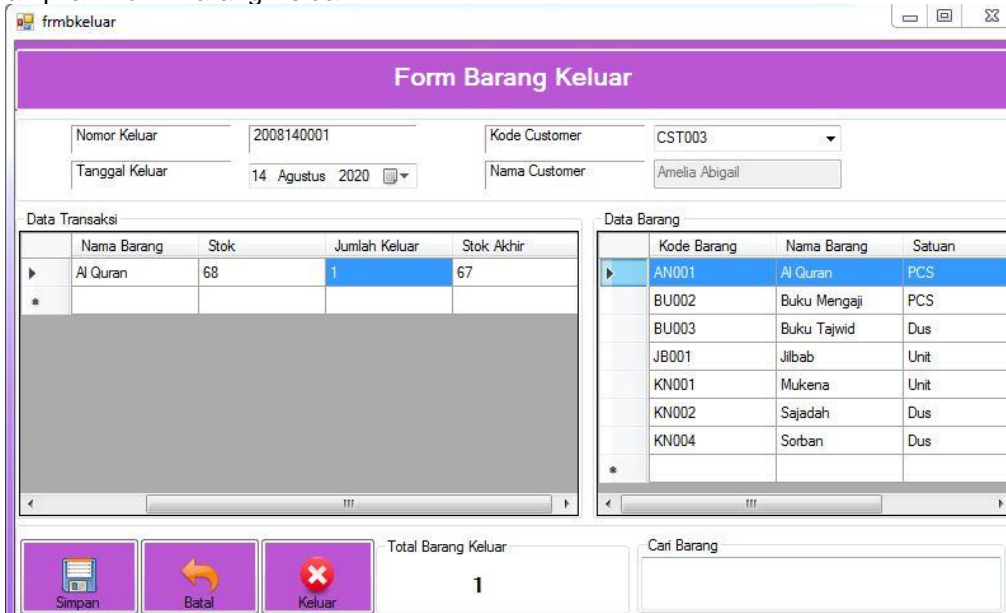 frmbkeluar
Form Barang Keluar
Nomor Keluar 2008140001 Kode Customer CST003
Tanggal Keluar 14 Agustus 2020 Nama Customer Amelia Abigail
Data Transaksi Data Barang
Nama Barang Stok Jumlah Keluar Stok Akhir Kode Barang Nama Barang Satuan
Al Quran 68 1 67 AN001 Al Quran PCS
BU002 Buku Mengaji PCS
BU003 Buku Tajwid Dus
JB001 Jilbab Unit
KN001 Mukena Unit
KN002 Sajadah Dus
KN004 Sorban Dus
Total Barang Keluar Cari Barang
1
Simpan Batal Keluar